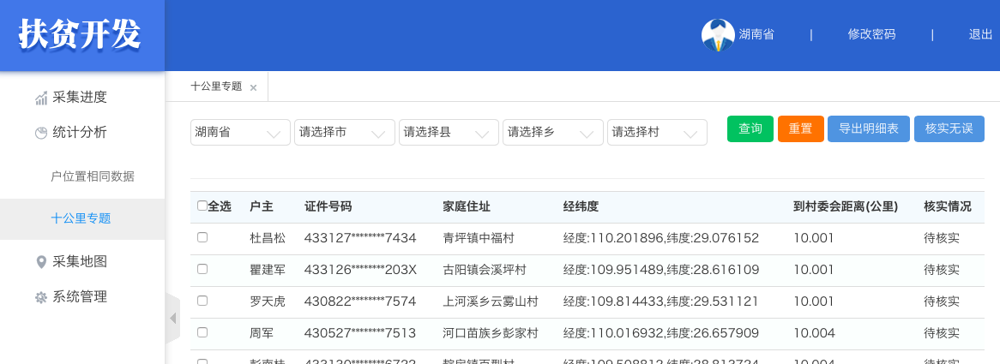 扶贫开发
湖南省 | 修改密码 | 退出
采集进度
统计分析
户位置相同数据
十公里专题
采集地图
系统管理
十公里专题 ×
湖南省 请选择市 请选择县 请选择乡 请选择村 查询 重置 导出明细表 核实无误
全选 户主 证件号码 家庭住址 经纬度 到村委会距离(公里) 核实情况
杜昌松 433127********7434 青坪镇中福村 经度:110.201896,纬度:29.076152 10.001 待核实
瞿建军 433126********203X 古阳镇会溪坪村 经度:109.951489,纬度:28.616109 10.001 待核实
罗天虎 430822********7574 上河溪乡云雾山村 经度:109.814433,纬度:29.531121 10.001 待核实
周军 430527********7513 河口苗族乡彭家村 经度:110.016932,纬度:26.657909 10.004 待核实
10.004 待核实